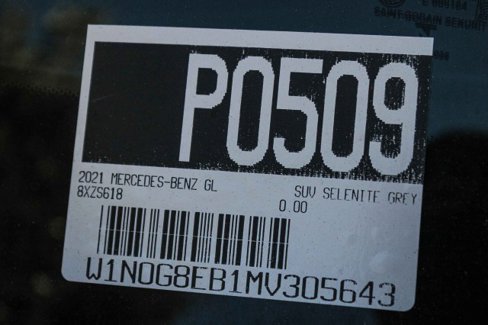 P0509
2021 MERCEDES-BENZ GL SUV SELENITE GREY
8XZS618 0.00
W1N0G8EB1MV305643